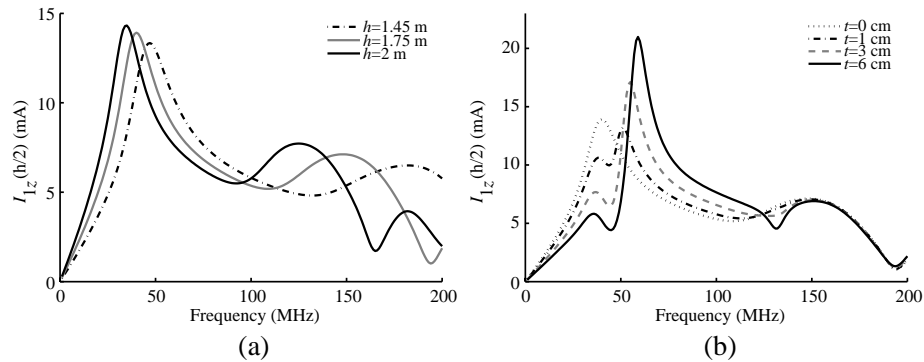 15
10
5
0
I1z (h/2) (mA)
h=1.45 m
h=1.75 m
h=2 m
0 50 100 150 200
Frequency (MHz)
(a)
20
15
10
5
0
I1z (h/2) (mA)
t=0 cm
t=1 cm
t=3 cm
t=6 cm
0 50 100 150 200
Frequency (MHz)
(b)